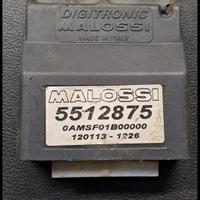 DIGITRONIC
MALOSSI
MADE IN ITALY
MALOSSI
5512875
0AMSF01B00000
120113 - 1226